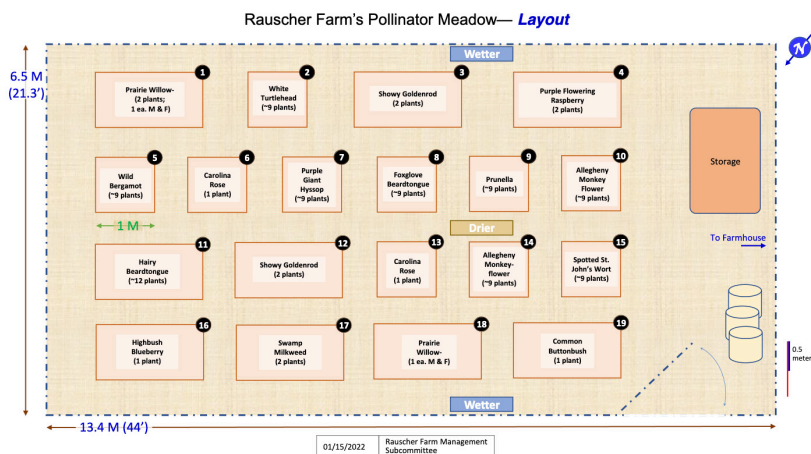 Rauscher Farm's Pollinator Meadow— Layout
N
6.5 M
(21.3')
Wetter
1
Prairie Willow-
(2 plants;
1 ea. M & F)
2
White
Turtlehead
(~9 plants)
3
Showy Goldenrod
(2 plants)
4
Purple Flowering
Raspberry
(2 plants)
Storage
5
Wild
Bergamot
(~9 plants)
6
Carolina
Rose
(1 plant)
7
Purple
Giant
Hyssop
(~9 plants)
8
Foxglove
Beardtongue
(~9 plants)
9
Prunella
(~9 plants)
10
Allegheny
Monkey
Flower
(~9 plants)
1 M
Drier
To Farmhouse
11
Hairy
Beardtongue
(~12 plants)
12
Showy Goldenrod
(2 plants)
13
Carolina
Rose
(1 plant)
14
Allegheny
Monkey-
flower
(~9 plants)
15
Spotted St.
John's Wort
(~9 plants)
16
Highbush
Blueberry
(1 plant)
17
Swamp
Milkweed
(2 plants)
18
Prairie
Willow-
(1 ea. M & F)
19
Common
Buttonbush
(1 plant)
0.5
meter
Wetter
13.4 M (44')
01/15/2022
Rauscher Farm Management
Subcommittee